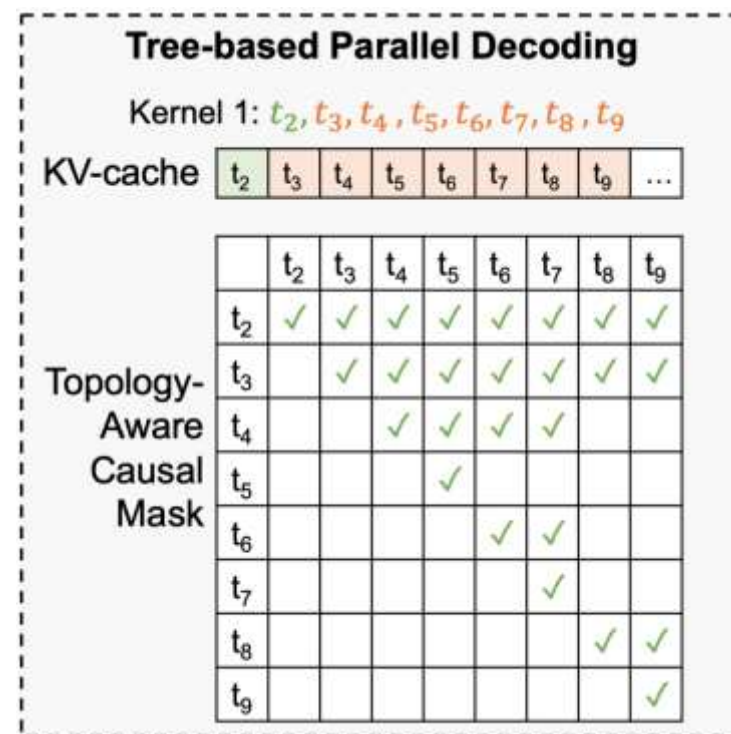 Tree-based Parallel Decoding
Kernel 1: t₂, t₃, t₄ , t₅, t₆, t₇, t₈ , t₉
KV-cache t₂ t₃ t₄ t₅ t₆ t₇ t₈ t₉ ...
t₂ t₃ t₄ t₅ t₆ t₇ t₈ t₉
t₂ ✓ ✓ ✓ ✓ ✓ ✓ ✓ ✓
t₃ ✓ ✓ ✓ ✓ ✓ ✓ ✓
t₄ ✓ ✓ ✓ ✓
t₅ ✓
t₆ ✓ ✓
t₇ ✓
t₈ ✓ ✓
t₉ ✓
Topology-
Aware
Causal
Mask